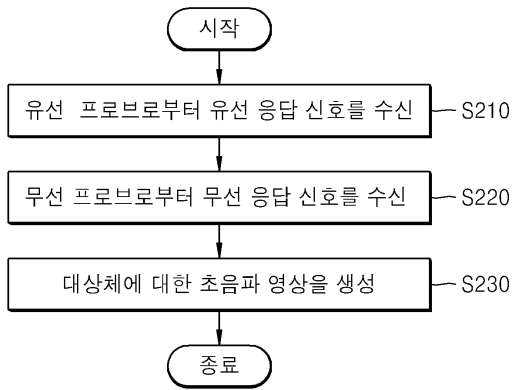 시작
유선 프로브로부터 유선 응답 신호를 수신
S210
무선 프로브로부터 무선 응답 신호를 수신
S220
대상체에 대한 초음파 영상을 생성
S230
종료